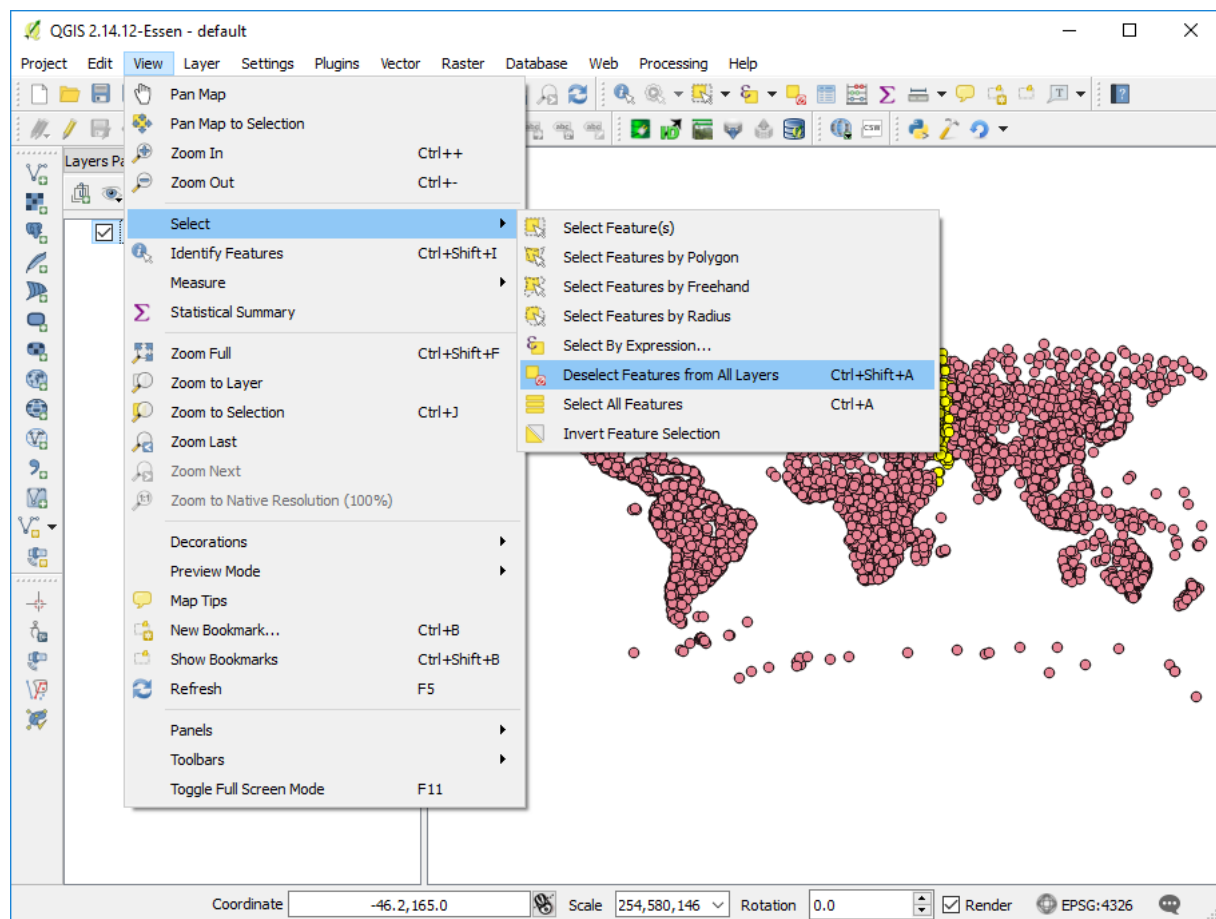 QGIS 2.14.12-Essen - default
Project Edit View Layer Settings Plugins Vector Raster Database Web Processing Help
Layers Pa
Pan Map
Pan Map to Selection
Zoom In Ctrl++
Zoom Out Ctrl+-
Select
Identify Features Ctrl+Shift+I
Measure
Statistical Summary
Zoom Full Ctrl+Shift+F
Zoom to Layer
Zoom to Selection Ctrl+J
Zoom Last
Zoom Next
Zoom to Native Resolution (100%)
Decorations
Preview Mode
Map Tips
New Bookmark... Ctrl+B
Show Bookmarks Ctrl+Shift+B
Refresh F5
Panels
Toolbars
Toggle Full Screen Mode F11
Select Feature(s)
Select Features by Polygon
Select Features by Freehand
Select Features by Radius
Select By Expression...
Deselect Features from All Layers Ctrl+Shift+A
Select All Features Ctrl+A
Invert Feature Selection
Coordinate -46.2,165.0 Scale 254,580,146 Rotation 0.0 Render EPSG:4326